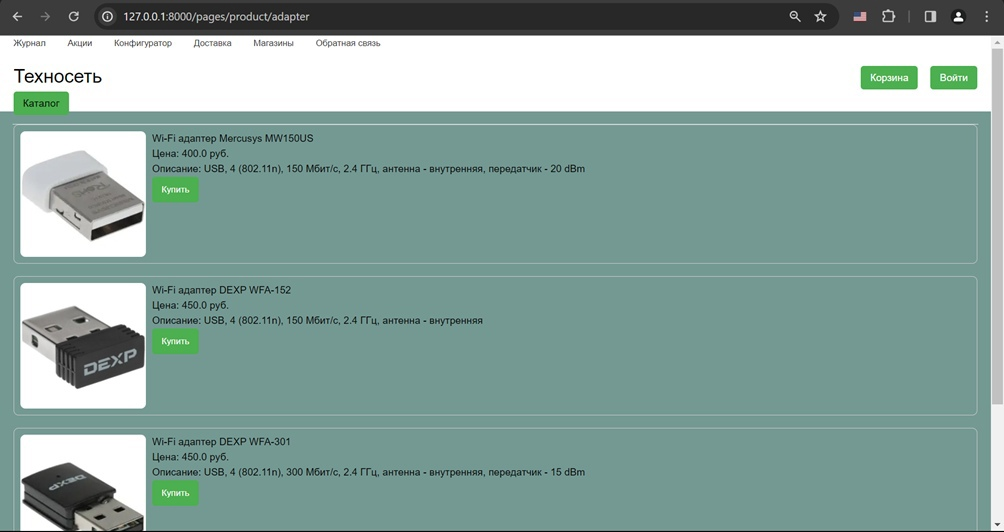 127.0.0.1:8000/pages/product/adapter
Журнал Акции Конфигуратор Доставка Магазины Обратная связь
Техносеть
Корзина Войти
Каталог
Wi-Fi адаптер Mercusys MW150US
Цена: 400.0 руб.
Описание: USB, 4 (802.11n), 150 Мбит/с, 2.4 ГГц, антенна - внутренняя, передатчик - 20 dBm
Купить
Wi-Fi адаптер DEXP WFA-152
Цена: 450.0 руб.
Описание: USB, 4 (802.11n), 150 Мбит/с, 2.4 ГГц, антенна - внутренняя
Купить
DEXP
Wi-Fi адаптер DEXP WFA-301
Цена: 450.0 руб.
Описание: USB, 4 (802.11n), 300 Мбит/с, 2.4 ГГц, антенна - внутренняя, передатчик - 15 dBm
Купить
DEXP